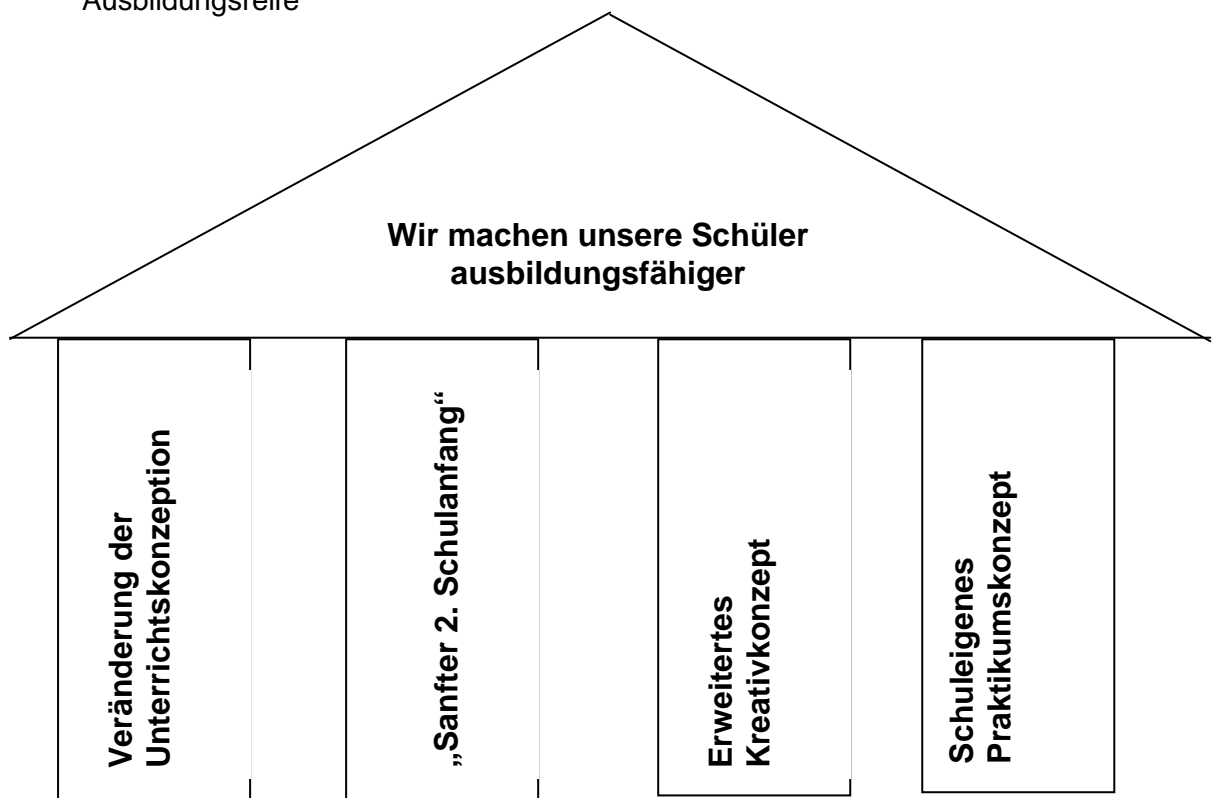 Ausbildungsreife
Wir machen unsere Schüler
ausbildungsfähiger
Veränderung der
Unterrichtskonzeption
„Sanfter 2. Schulanfang“
Erweitertes
Kreativkonzept
Schuleigenes
Praktikumskonzept